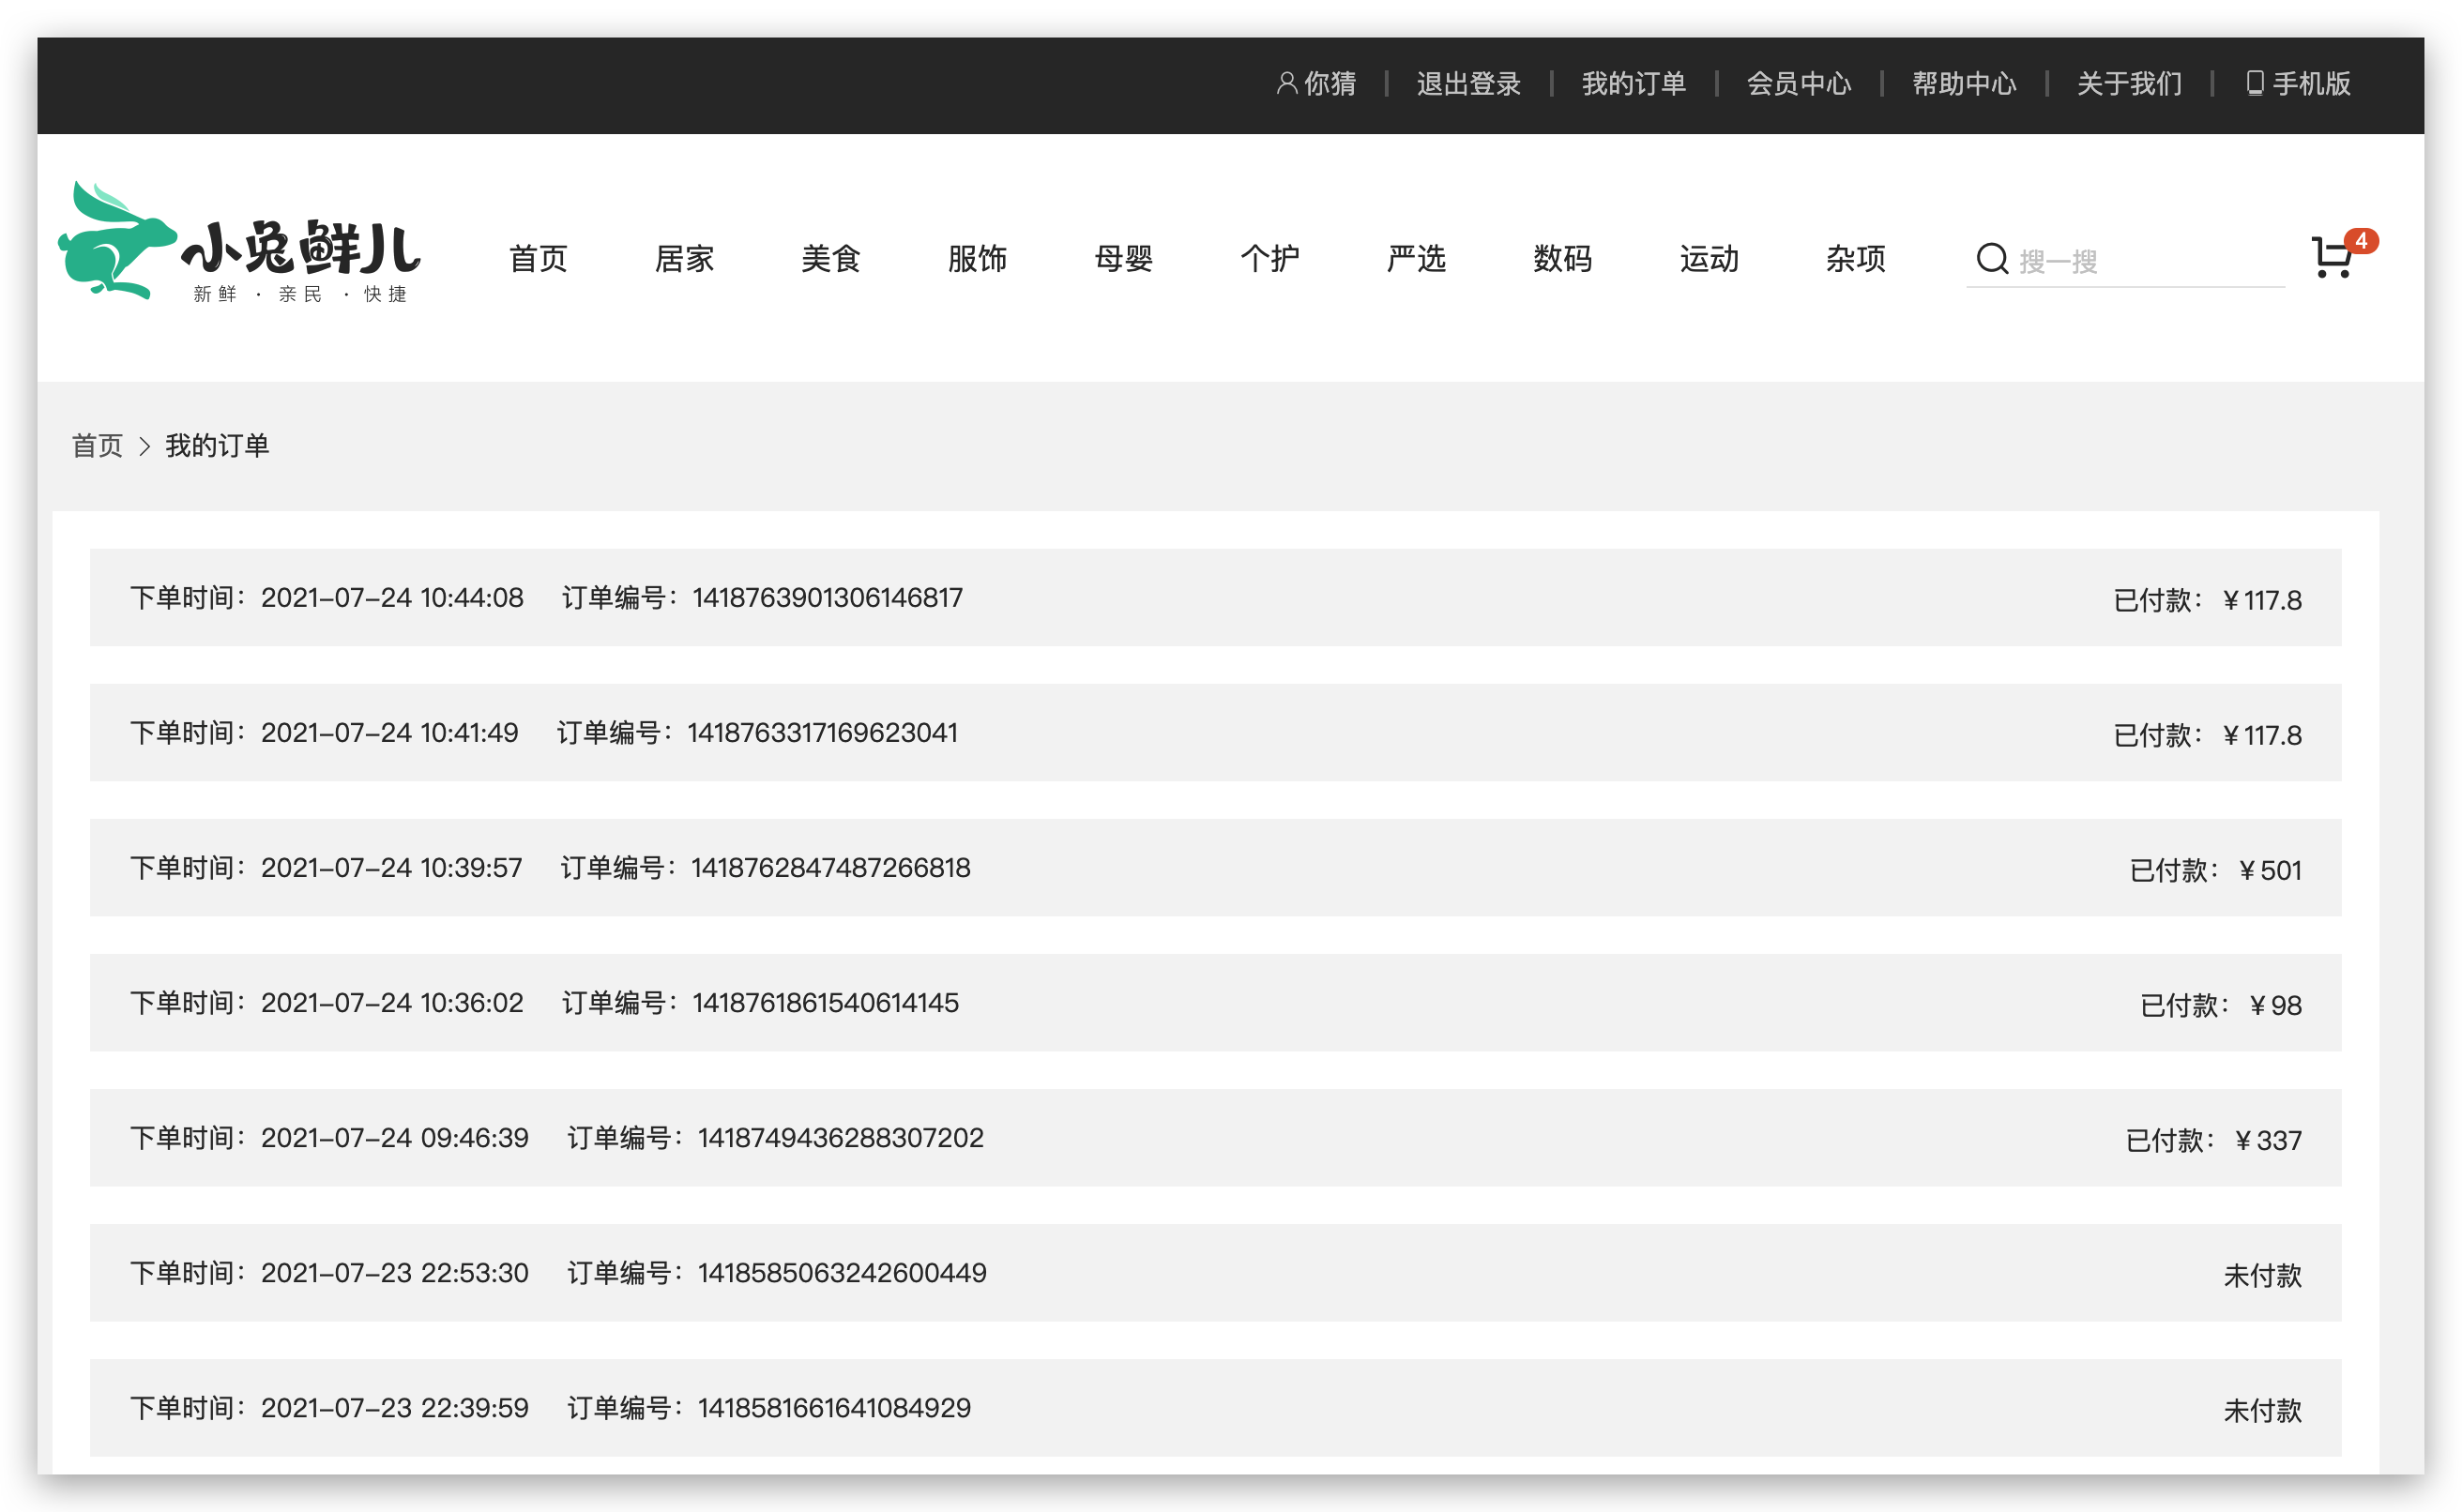 你猜 退出登录 我的订单 会员中心 帮助中心 关于我们 手机版
小兔鲜儿
新鲜 · 亲民 · 快捷
首页 居家 美食 服饰 母婴 个护 严选 数码 运动 杂项 搜一搜 4
首页 > 我的订单
下单时间：2021-07-24 10:44:08 订单编号：1418763901306146817 已付款：¥117.8
下单时间：2021-07-24 10:41:49 订单编号：1418763317169623041 已付款：¥117.8
下单时间：2021-07-24 10:39:57 订单编号：1418762847487266818 已付款：¥501
下单时间：2021-07-24 10:36:02 订单编号：1418761861540614145 已付款：¥98
下单时间：2021-07-24 09:46:39 订单编号：1418749436288307202 已付款：¥337
下单时间：2021-07-23 22:53:30 订单编号：1418585063242600449 未付款
下单时间：2021-07-23 22:39:59 订单编号：1418581661641084929 未付款